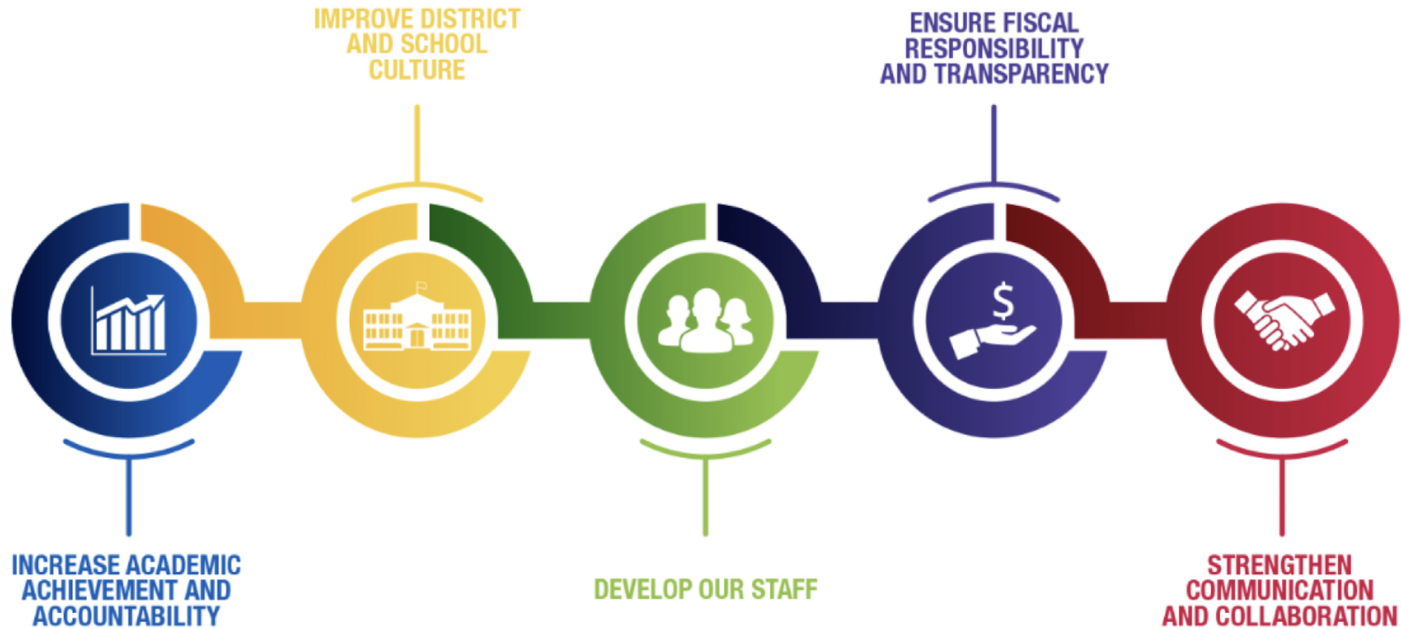 IMPROVE DISTRICT
AND SCHOOL
CULTURE
ENSURE FISCAL
RESPONSIBILITY
AND TRANSPARENCY
$
INCREASE ACADEMIC
ACHIEVEMENT AND
ACCOUNTABILITY
DEVELOP OUR STAFF
STRENGTHEN
COMMUNICATION
AND COLLABORATION